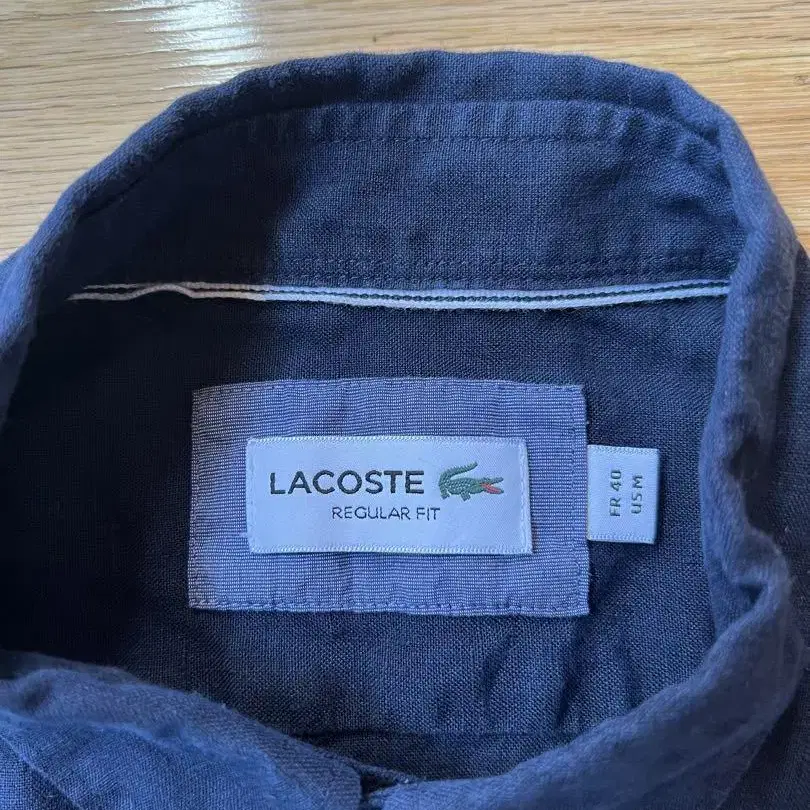 LACOSTE
REGULAR FIT
FR 40
US M